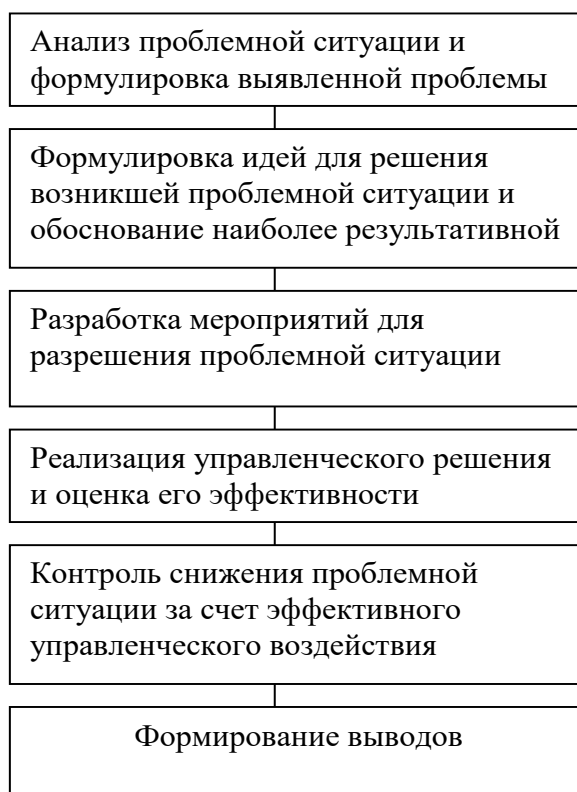 Анализ проблемной ситуации и
формулировка выявленной проблемы
Формулировка идей для решения
возникшей проблемной ситуации и
обоснование наиболее результативной
Разработка мероприятий для
разрешения проблемной ситуации
Реализация управленческого решения
и оценка его эффективности
Контроль снижения проблемной
ситуации за счет эффективного
управленческого воздействия
Формирование выводов